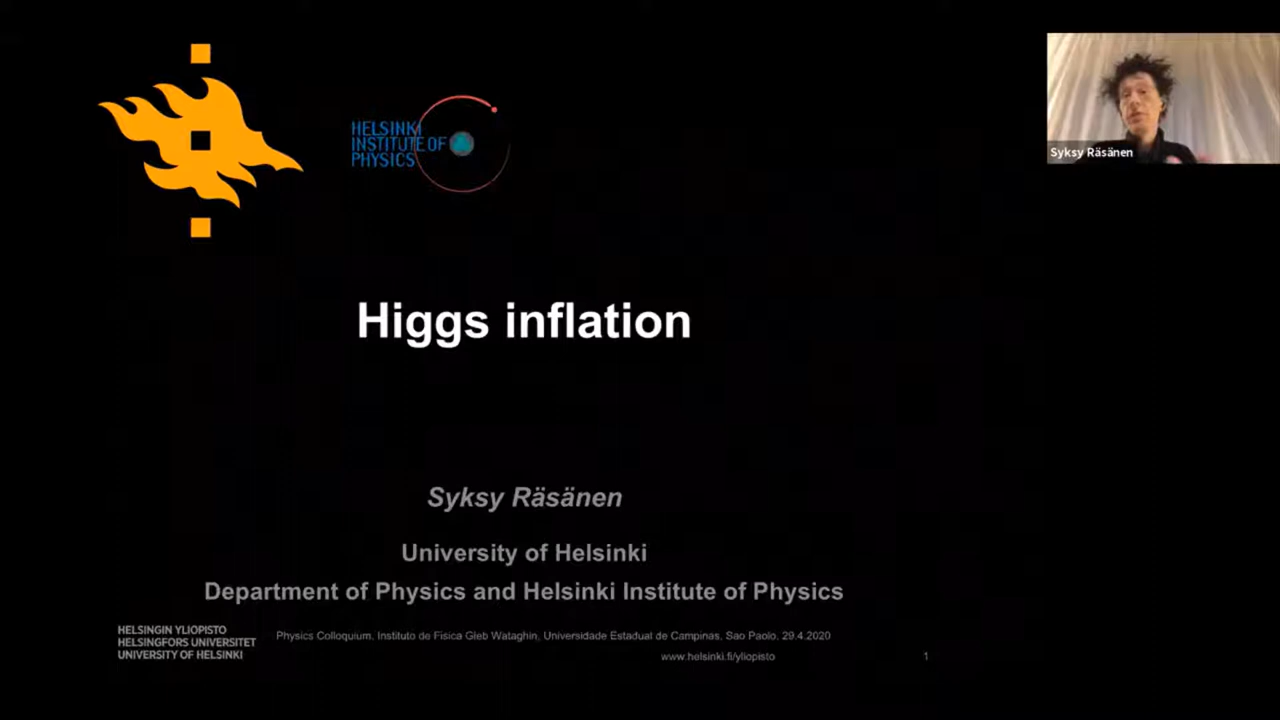 HELSINKI
INSTITUTE OF
PHYSICS
Syksy Räsänen
Higgs inflation
Syksy Räsänen
University of Helsinki
Department of Physics and Helsinki Institute of Physics
HELSINGIN YLIOPISTO
HELSINGFORS UNIVERSITET
UNIVERSITY OF HELSINKI
Physics Colloquium. Instituto de Física Gleb Wataghin, Universidade Estadual de Campinas, Sao Paolo, 29.4.2020
www.helsinki.fi/yliopisto
1